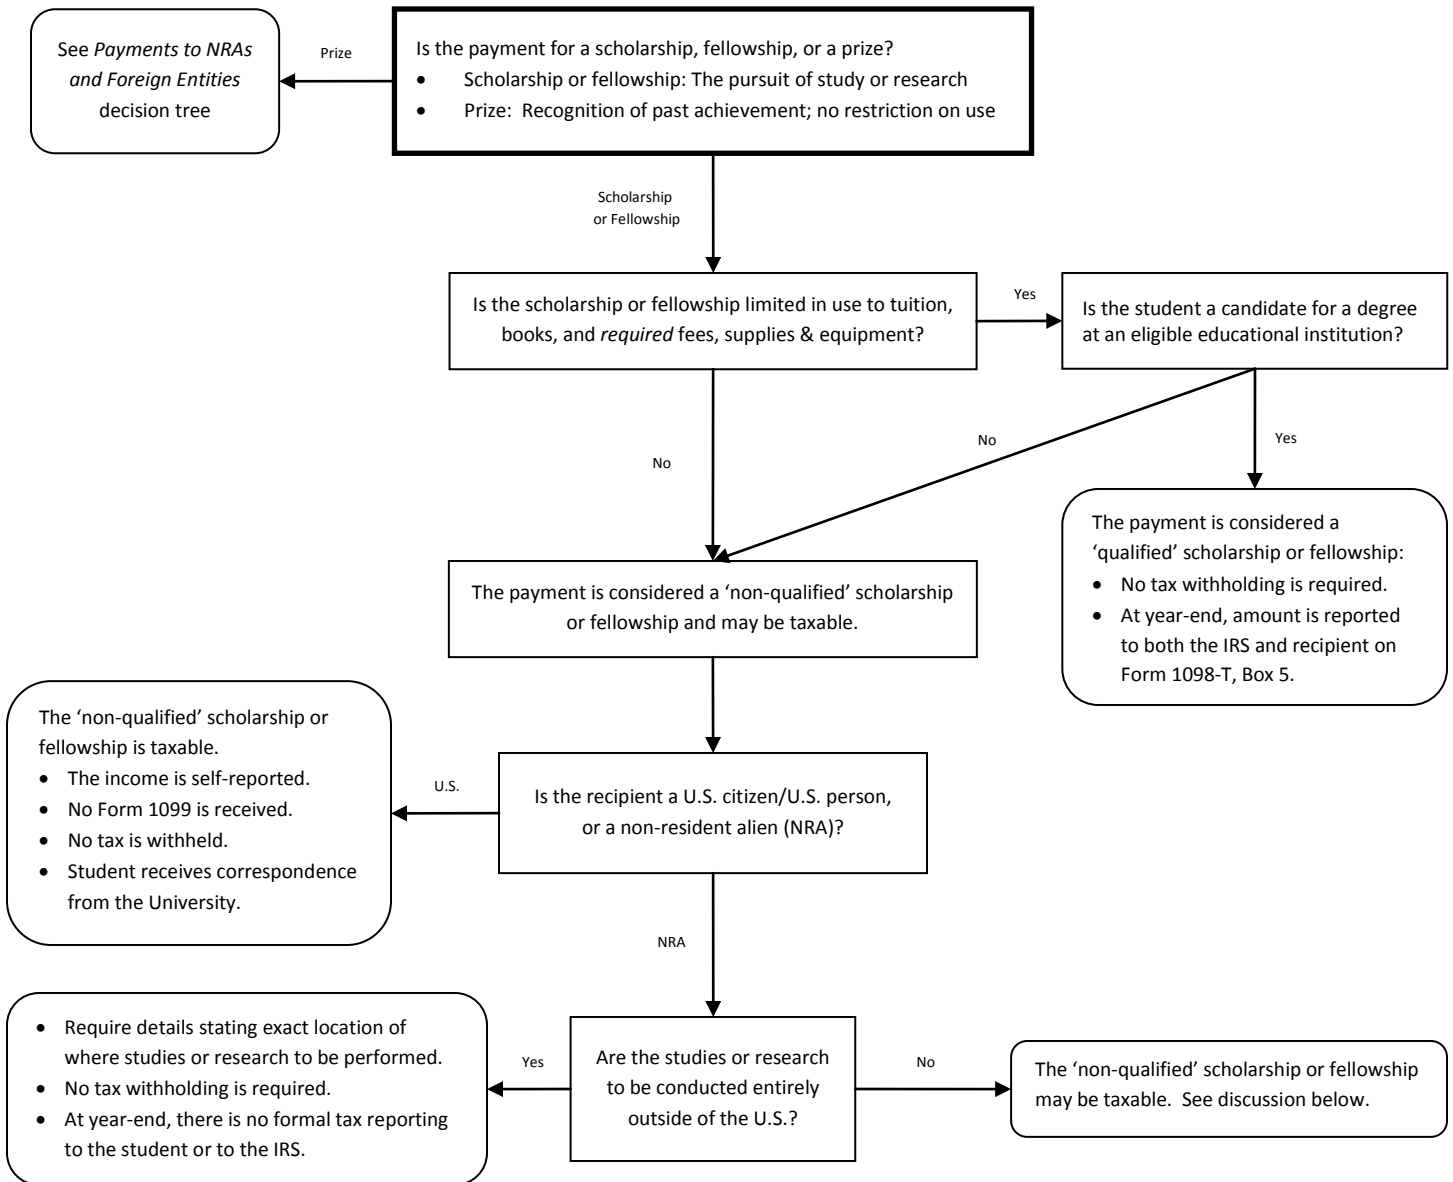 See Payments to NRAs
and Foreign Entities
decision tree
Prize
Is the payment for a scholarship, fellowship, or a prize?
• Scholarship or fellowship: The pursuit of study or research
• Prize:  Recognition of past achievement; no restriction on use
Scholarship
or Fellowship
Is the scholarship or fellowship limited in use to tuition,
books, and required fees, supplies & equipment?
Yes
Is the student a candidate for a degree
at an eligible educational institution?
No
No
Yes
The payment is considered a
‘qualified’ scholarship or fellowship:
• No tax withholding is required.
• At year-end, amount is reported
to both the IRS and recipient on
Form 1098-T, Box 5.
The payment is considered a ‘non-qualified’ scholarship
or fellowship and may be taxable.
The ‘non-qualified’ scholarship or
fellowship is taxable.
• The income is self-reported.
• No Form 1099 is received.
• No tax is withheld.
• Student receives correspondence
from the University.
U.S.
Is the recipient a U.S. citizen/U.S. person,
or a non-resident alien (NRA)?
NRA
• Require details stating exact location of
where studies or research to be performed.
• No tax withholding is required.
• At year-end, there is no formal tax reporting
to the student or to the IRS.
Yes
Are the studies or research
to be conducted entirely
outside of the U.S.?
No
The ‘non-qualified’ scholarship or fellowship
may be taxable.  See discussion below.